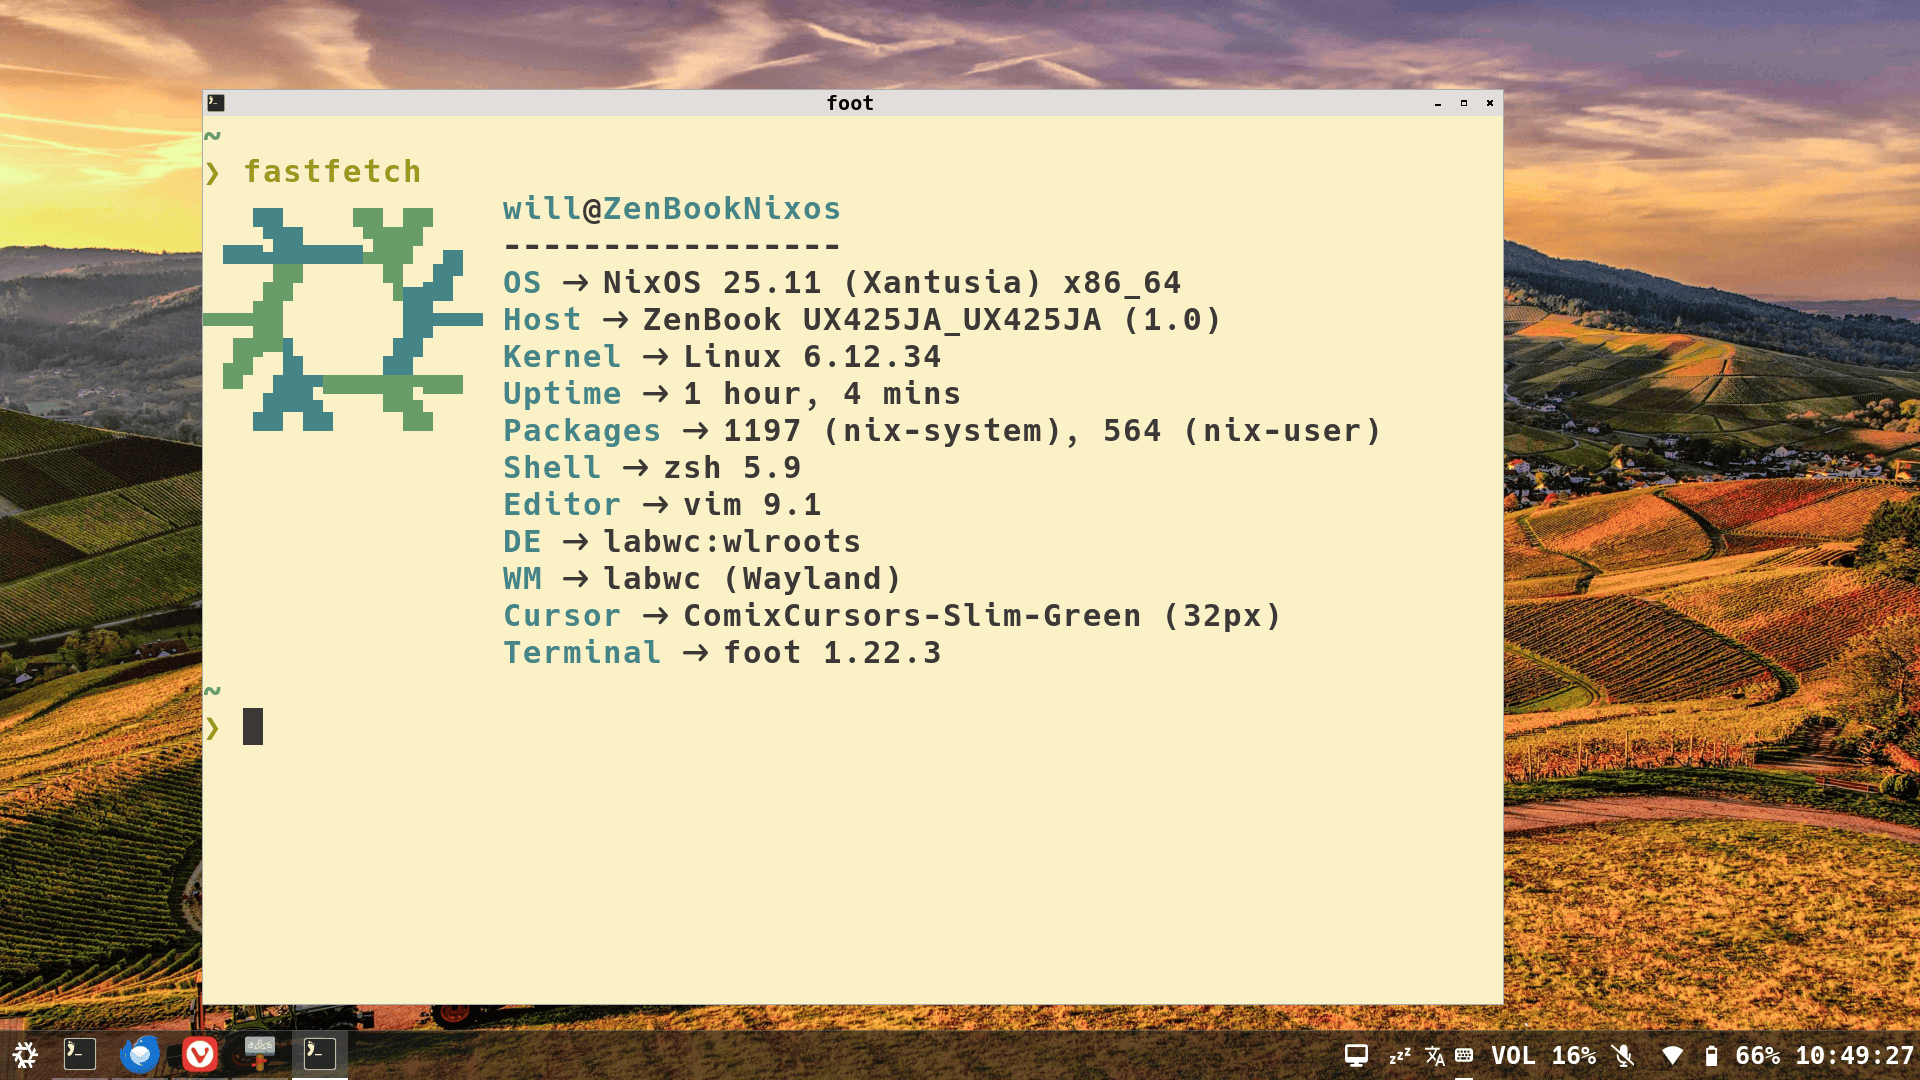 foot
~
❯ fastfetch
will@ZenBookNixos
-----------------
OS → NixOS 25.11 (Xantusia) x86_64
Host → ZenBook UX425JA_UX425JA (1.0)
Kernel → Linux 6.12.34
Uptime → 1 hour, 4 mins
Packages → 1197 (nix-system), 564 (nix-user)
Shell → zsh 5.9
Editor → vim 9.1
DE → labwc:wlroots
WM → labwc (Wayland)
Cursor → ComixCursors-Slim-Green (32px)
Terminal → foot 1.22.3
~
❯
zzz VOL 16% 66% 10:49:27